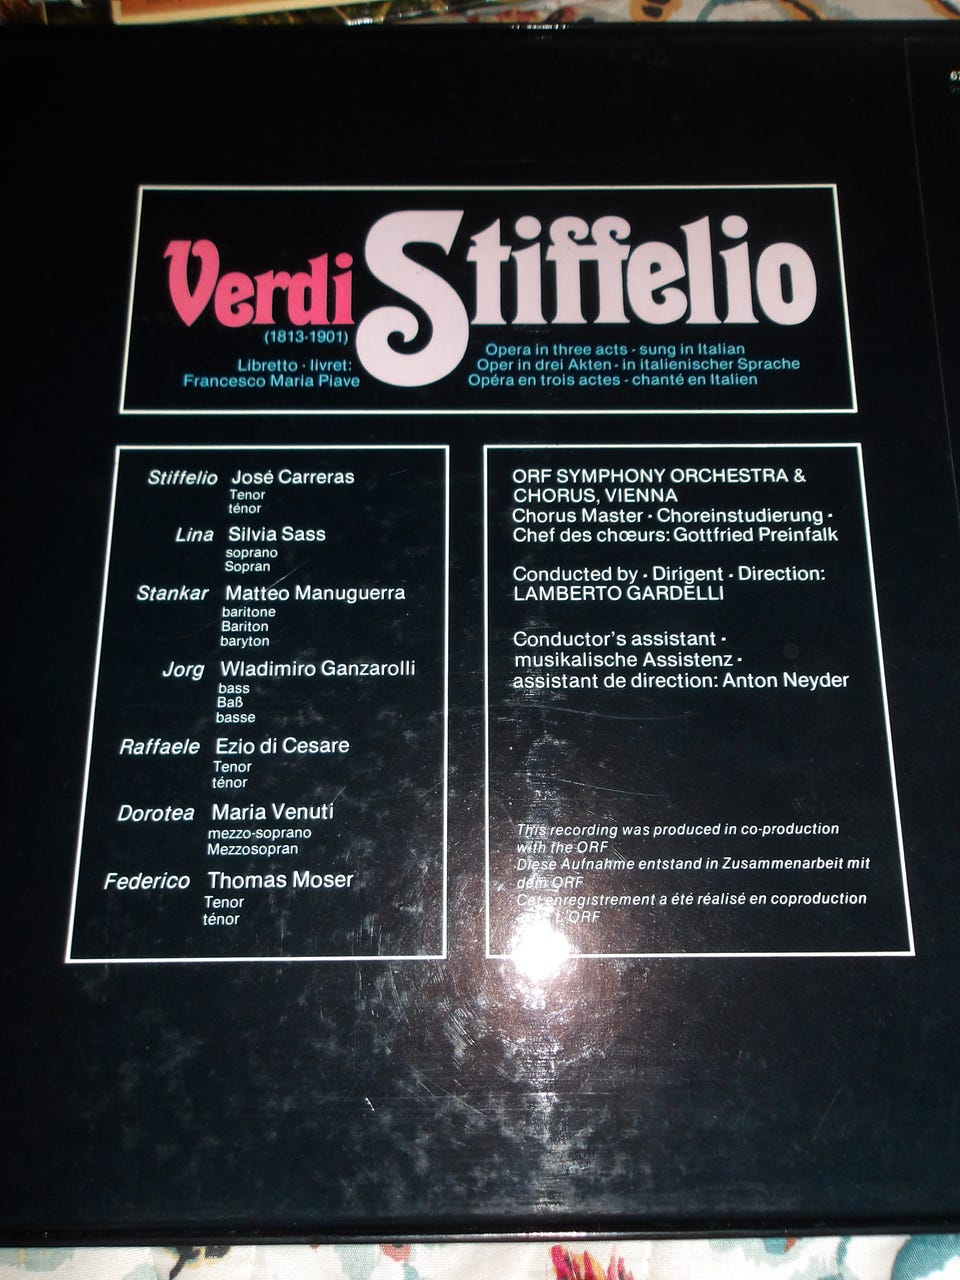 Verdi Stiffelio
(1813-1901)
Libretto · livret:
Francesco Maria Piave
Opera in three acts - sung in Italian
Oper in drei Akten - in italienischer Sprache
Opéra en trois actes - chanté en Italien
Stiffelio José Carreras
Tenor
ténor
Lina Silvia Sass
soprano
Sopran
Stankar Matteo Manuguerra
baritone
Bariton
baryton
Jorg Wladimiro Ganzarolli
bass
Baß
basse
Raffaele Ezio di Cesare
Tenor
ténor
Dorotea Maria Venuti
mezzo-soprano
Mezzosopran
Federico Thomas Moser
Tenor
ténor
ORF SYMPHONY ORCHESTRA &
CHORUS, VIENNA
Chorus Master · Choreinstudierung ·
Chef des chœurs: Gottfried Preinfalk
Conducted by · Dirigent · Direction:
LAMBERTO GARDELLI
Conductor's assistant ·
musikalische Assistenz ·
assistant de direction: Anton Neyder
This recording was produced in co-production
with the ORF
Diese Aufnahme entstand in Zusammenarbeit mit
dem ORF
Cet enregistrement a été réalisé en coproduction
L'ORF